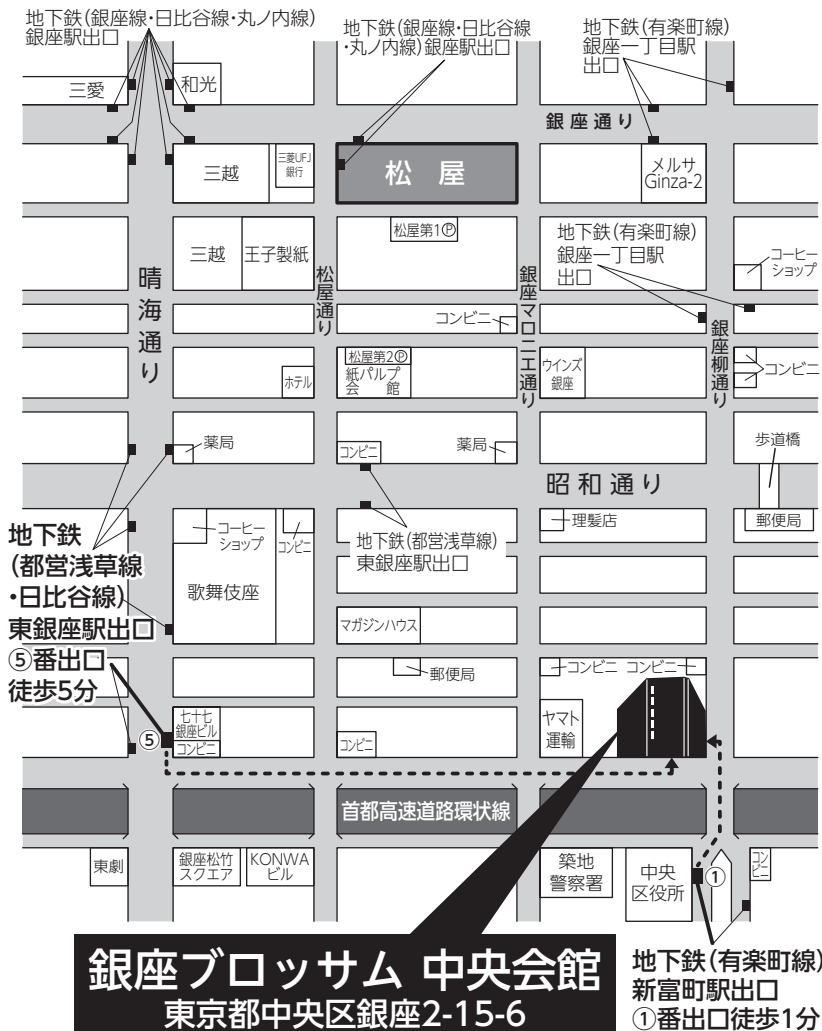 地下鉄(銀座線・日比谷線・丸ノ内線)
銀座駅出口
地下鉄(銀座線・日比谷線
・丸ノ内線)銀座駅出口
地下鉄(有楽町線)
銀座一丁目駅
出口
三愛
和光
銀座通り
三越
三菱UFJ
銀行
松屋
メルサ
Ginza-2
松屋第1Ⓟ
地下鉄(有楽町線)
銀座一丁目駅
出口
三越
王子製紙
コーヒー
ショップ
晴海通り
松屋通り
銀座マロニエ通り
銀座柳通り
コンビニ
ホテル
松屋第2Ⓟ
紙パルプ
会館
ウインズ
銀座
コンビニ
薬局
コンビニ
薬局
歩道橋
昭和通り
地下鉄
(都営浅草線
・日比谷線)
東銀座駅出口
⑤番出口
徒歩5分
コーヒー
ショップ
コンビニ
歌舞伎座
地下鉄(都営浅草線)
東銀座駅出口
理髪店
郵便局
マガジンハウス
郵便局
コンビニ
コンビニ
⑤
七十七
銀座ビル
コンビニ
コンビニ
ヤマト
運輸
首都高速道路環状線
東劇
銀座松竹
スクエア
KONWA
ビル
築地
警察署
中央
区役所
①
コンビニ
銀座ブロッサム 中央会館
東京都中央区銀座2-15-6
地下鉄(有楽町線)
新富町駅出口
①番出口徒歩1分